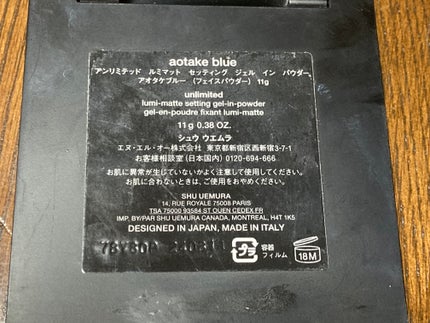 aotake blue
アンリミテッド ルミマット セッティング ジェル イン パウダー
アオタケブルー (フェイスパウダー) 11g
unlimited
lumi-matte setting gel-in-powder
gel-en-poudre fixant lumi-matte
11 g 0.38 OZ.
シュウ ウエムラ
エヌ・エル・オー株式会社 東京都新宿区西新宿3-7-1
お客様相談室(日本国内) 0120-694-666
お肌に異常が生じていないかよく注意して使用してください。
お肌に合わないときは、ご使用をおやめください。
SHU UEMURA
14, RUE ROYALE 75008 PARIS
TSA 75000 93584 ST OUEN CEDEX FR
IMP. BY/PAR SHU UEMURA CANADA, MONTREAL, H4T 1K5
DESIGNED IN JAPAN, MADE IN ITALY
プラ
容器
フィルム
18M